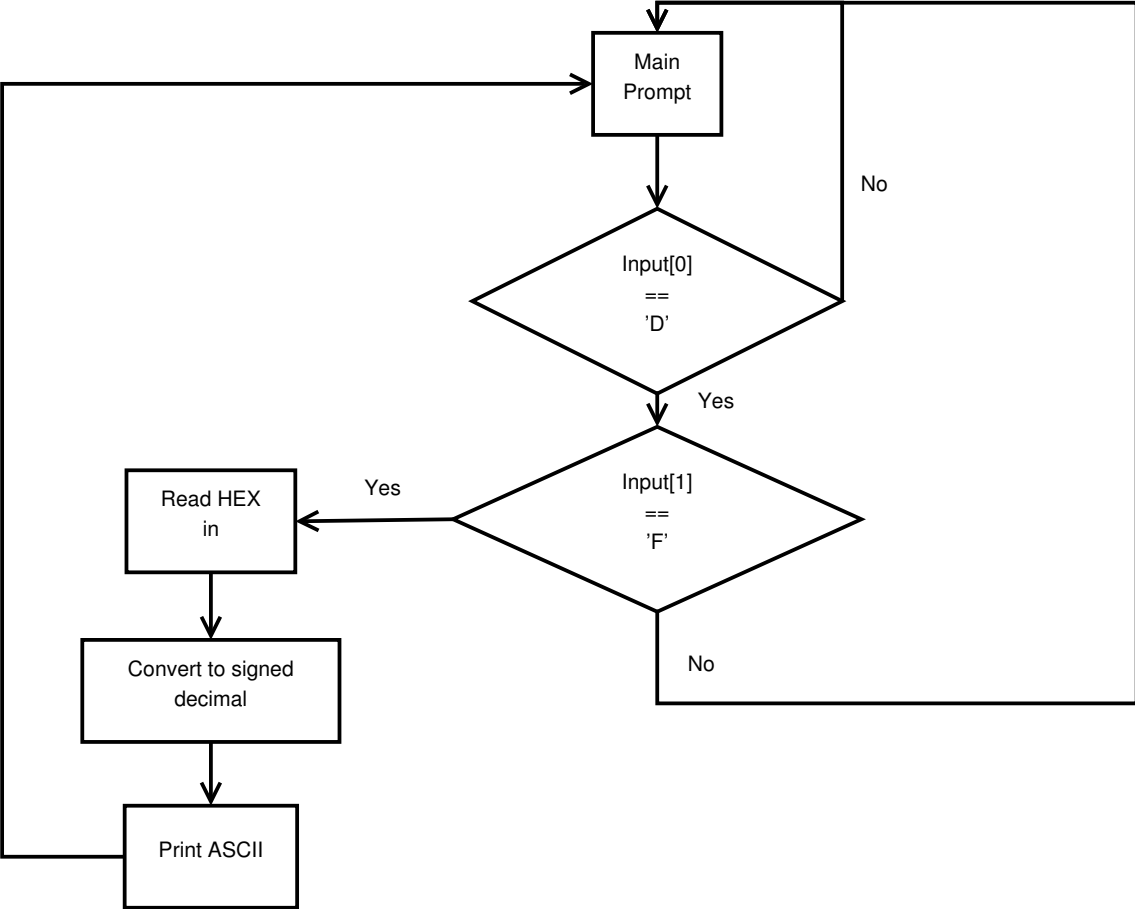 Main
Prompt
No
Input[0]
==
’D’
Yes
Input[1]
==
’F’
Yes
Read HEX
in
No
Convert to signed
decimal
Print ASCII